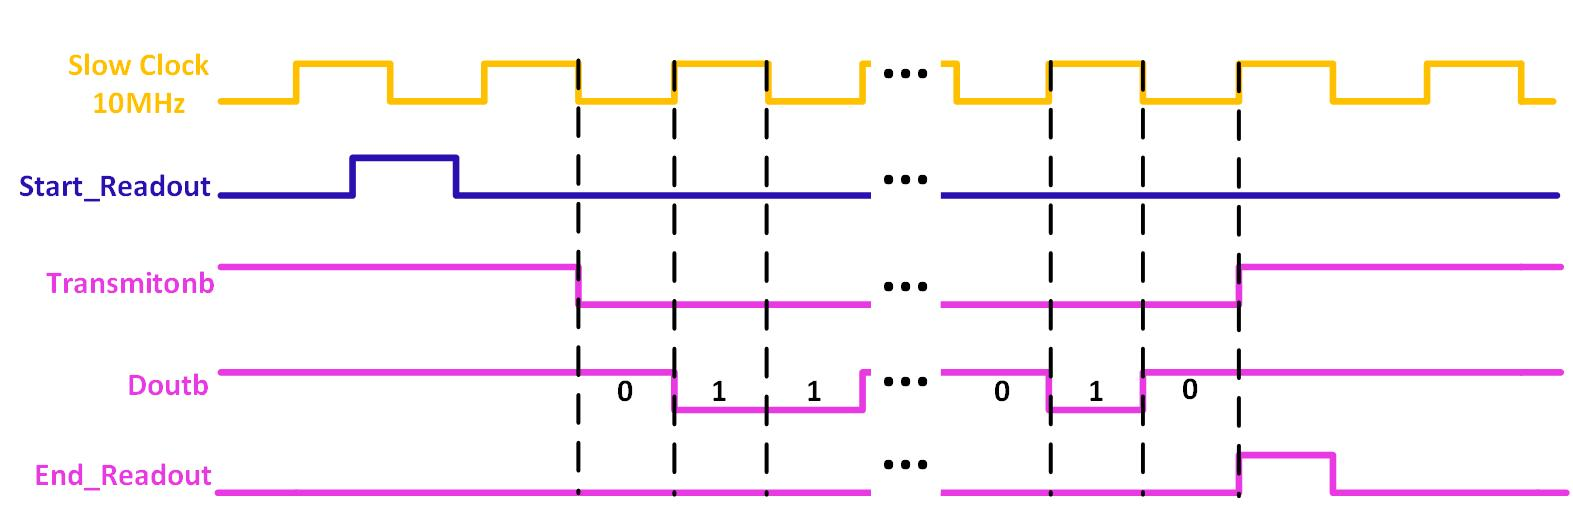 Slow Clock
10MHz
...
Start_Readout
...
Transmitonb
...
Doutb
0 1 1 ... 0 1 0
End_Readout
...